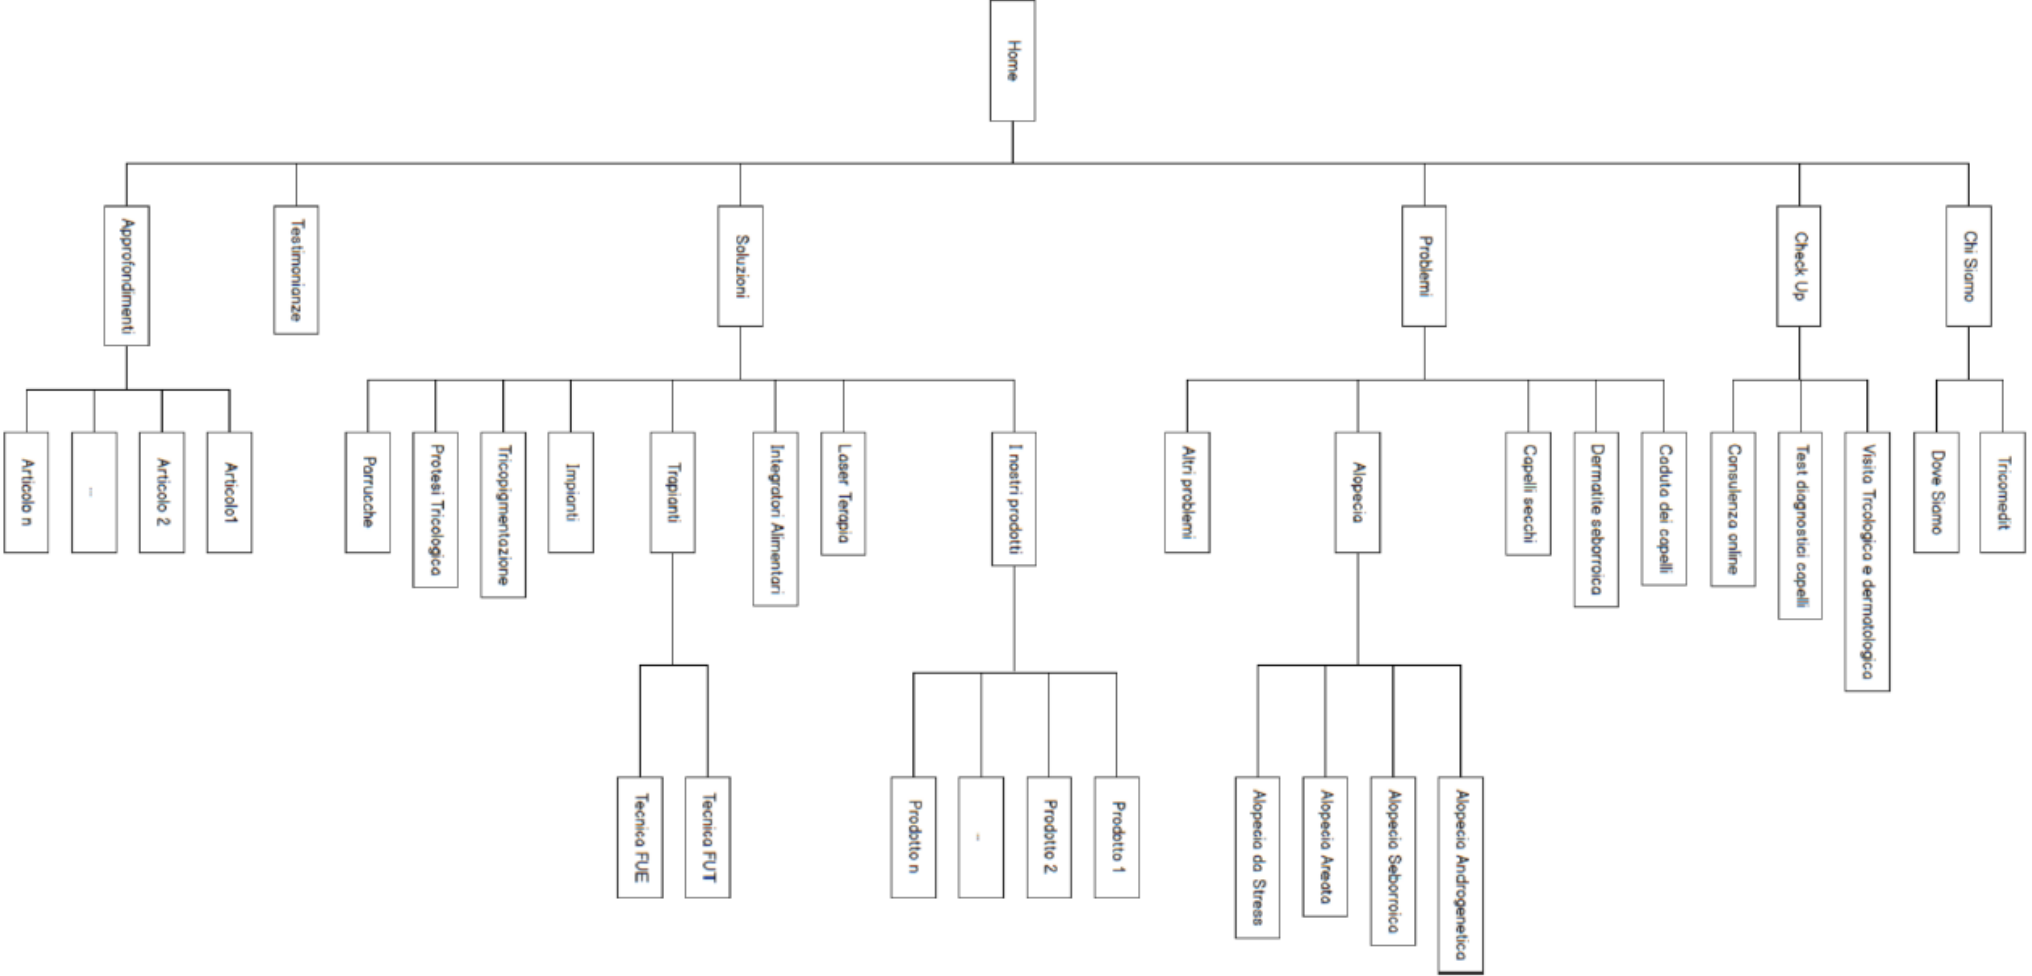 Home
Chi Siamo
Tricomedit
Dove Siamo
Check Up
Visita Trcologica e dermatologica
Test diagnostici capelli
Consulenza online
Problemi
Caduta dei capelli
Dermatite seborroica
Capelli secchi
Alopecia
Alopecia Androgenetica
Alopecia Seborroica
Alopecia Areata
Alopecia da Stress
Altri problemi
Soluzioni
I nostri prodotti
Prodotto 1
Prodotto 2
...
Prodotto n
Laser Terapia
Integratori Alimentari
Trapianti
Tecnica FUT
Tecnica FUE
Impianti
Tricopigmentazione
Protesi Tricologica
Parrucche
Testimonianze
Approfondimenti
Articolo1
Articolo 2
...
Articolo n